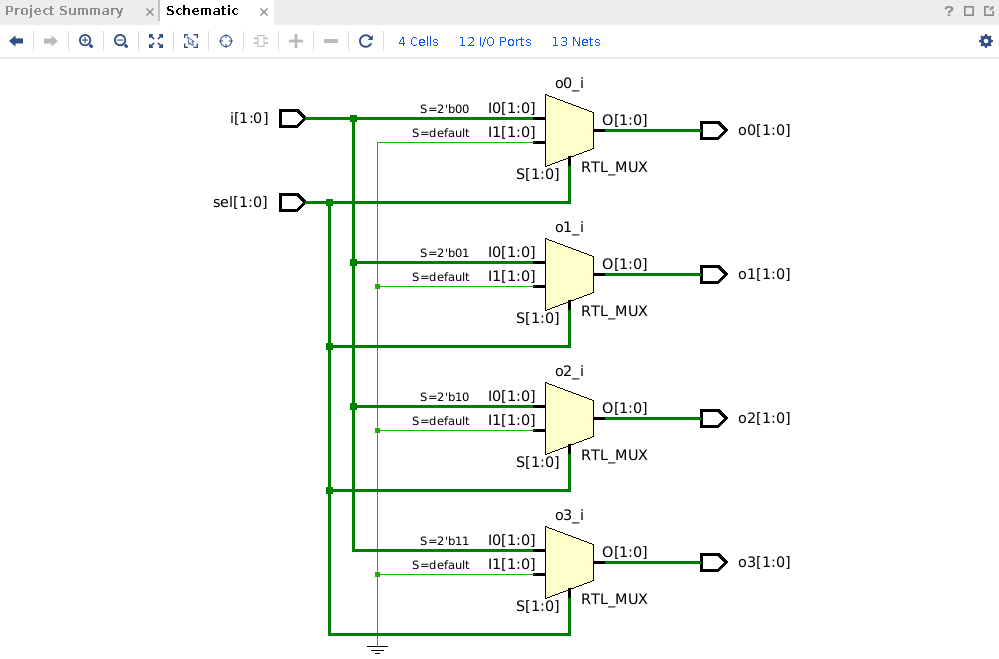 Project Summary × Schematic × ?
4 Cells 12 I/O Ports 13 Nets
o0_i
i[1:0] S=2'b00 I0[1:0] O[1:0] o0[1:0]
S=default I1[1:0]
S[1:0] RTL_MUX
sel[1:0]
o1_i
S=2'b01 I0[1:0] O[1:0] o1[1:0]
S=default I1[1:0]
S[1:0] RTL_MUX
o2_i
S=2'b10 I0[1:0] O[1:0] o2[1:0]
S=default I1[1:0]
S[1:0] RTL_MUX
o3_i
S=2'b11 I0[1:0] O[1:0] o3[1:0]
S=default I1[1:0]
S[1:0] RTL_MUX